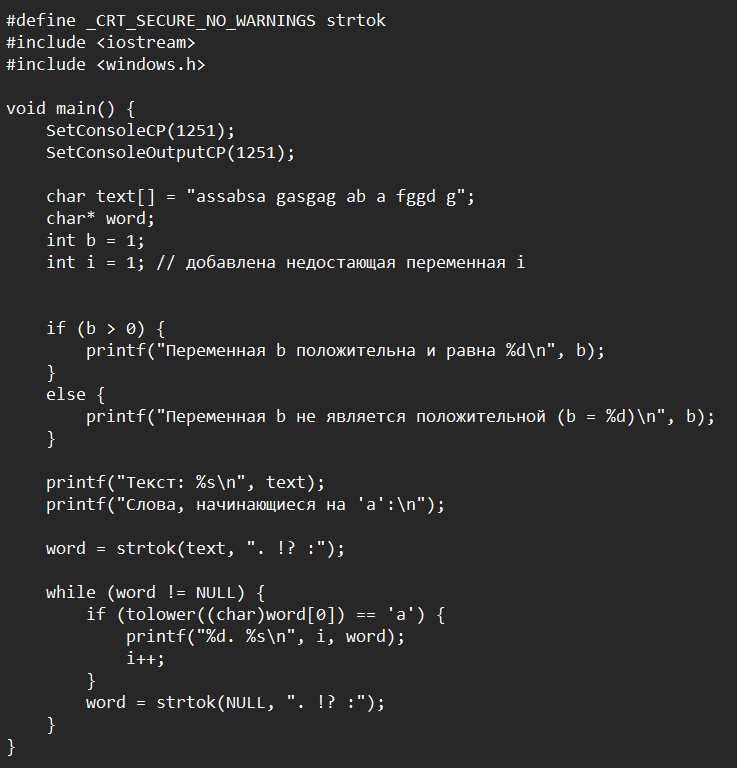 #define _CRT_SECURE_NO_WARNINGS strtok
#include <iostream>
#include <windows.h>

void main() {
    SetConsoleCP(1251);
    SetConsoleOutputCP(1251);

    char text[] = "assabsa gasgag ab a fggd g";
    char* word;
    int b = 1;
    int i = 1; // добавлена недостающая переменная i


    if (b > 0) {
        printf("Переменная b положительна и равна %d\n", b);
    }
    else {
        printf("Переменная b не является положительной (b = %d)\n", b);
    }

    printf("Текст: %s\n", text);
    printf("Слова, начинающиеся на 'a':\n");

    word = strtok(text, ". !? :");

    while (word != NULL) {
        if (tolower((char)word[0]) == 'a') {
            printf("%d. %s\n", i, word);
            i++;
        }
        word = strtok(NULL, ". !? :");
    }
}